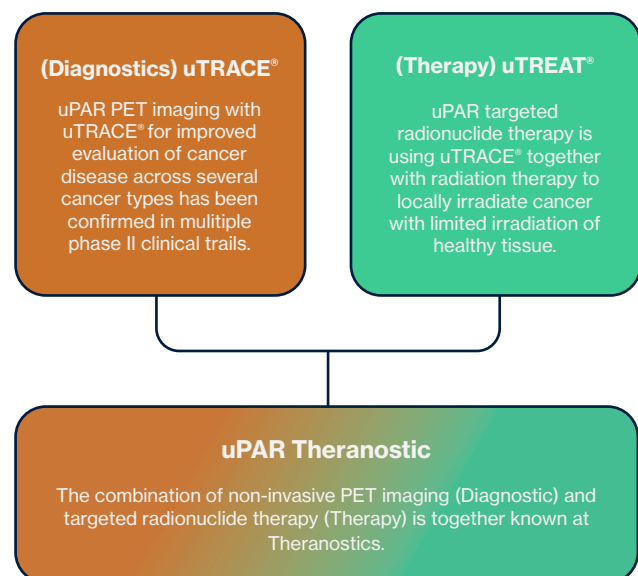 (Diagnostics) uTRACE®
uPAR PET imaging with
uTRACE® for improved
evaluation of cancer
disease across several
cancer types has been
confirmed in mulitiple
phase II clinical trails.
(Therapy) uTREAT®
uPAR targeted
radionuclide therapy is
using uTRACE® together
with radiation therapy to
locally irradiate cancer
with limited irradiation of
healthy tissue.
uPAR Theranostic
The combination of non-invasive PET imaging (Diagnostic) and
targeted radionuclide therapy (Therapy) is together known at
Theranostics.